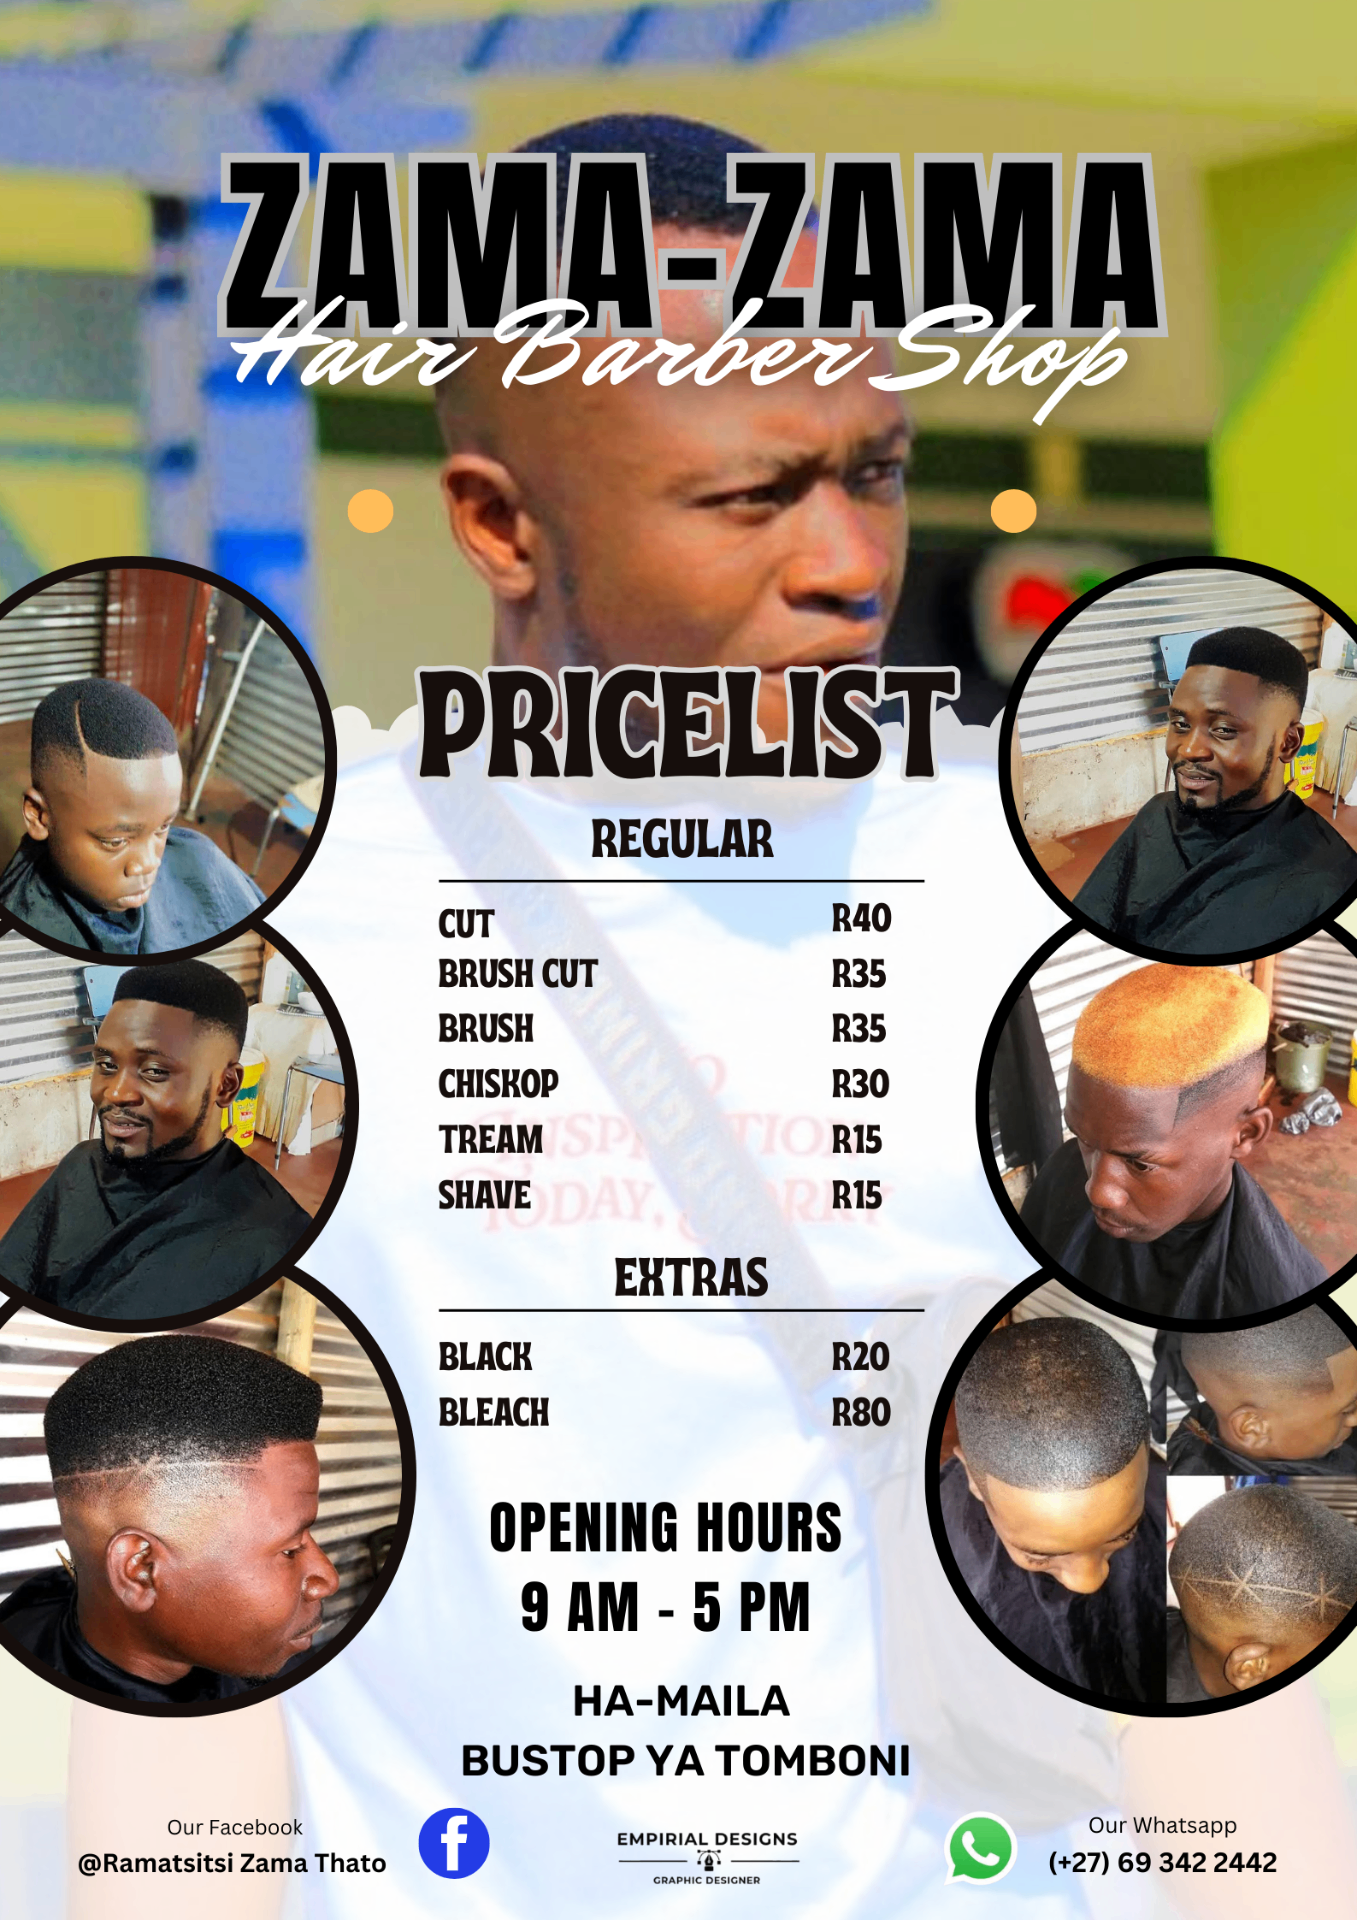 ZAMA-ZAMA
Hair Barber Shop
PRICELIST
REGULAR
CUT R40
BRUSH CUT R35
BRUSH R35
CHISKOP R30
TREAM R15
SHAVE R15
EXTRAS
BLACK R20
BLEACH R80
OPENING HOURS
9 AM - 5 PM
HA-MAILA
BUSTOP YA TOMBONI
Our Facebook
@Ramatsitsi Zama Thato
EMPIRIAL DESIGNS
GRAPHIC DESIGNER
Our Whatsapp
(+27) 69 342 2442